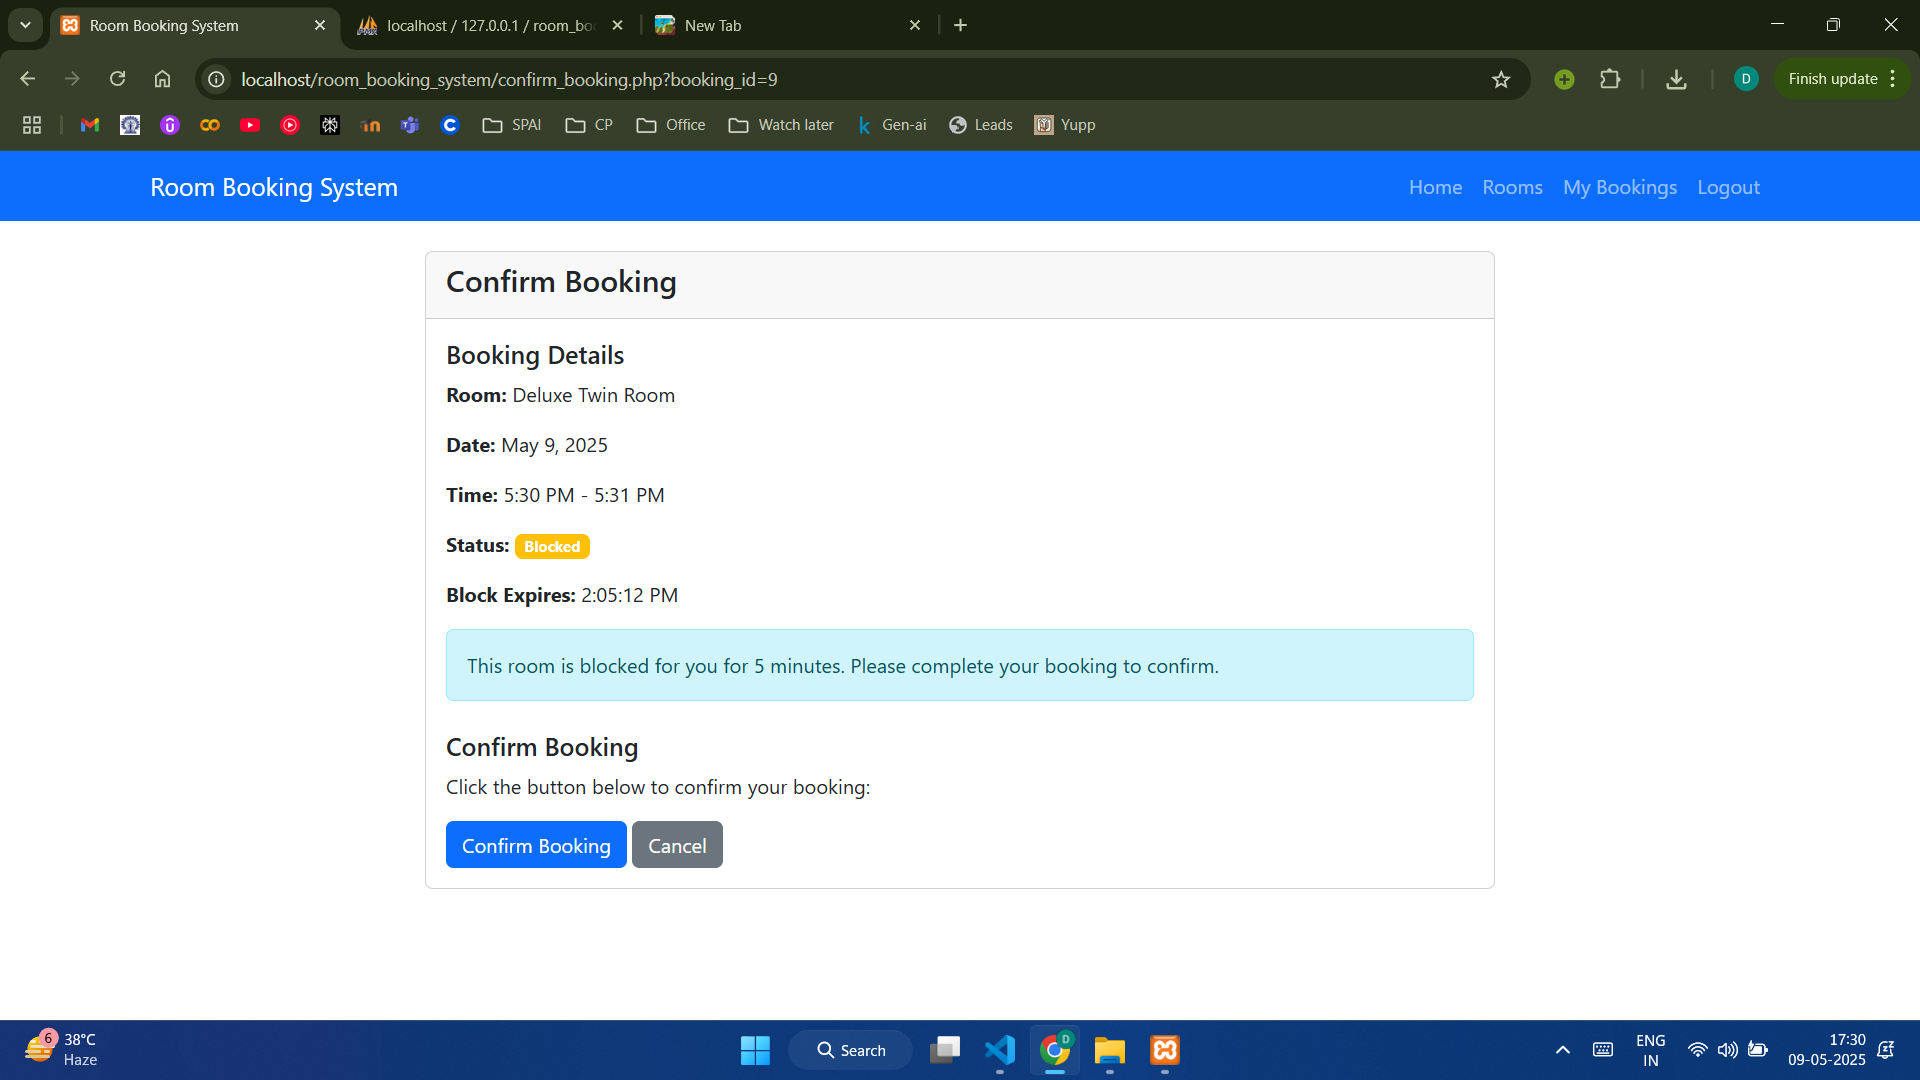 Room Booking System
localhost / 127.0.0.1 / room_bo
New Tab
localhost/room_booking_system/confirm_booking.php?booking_id=9
D
Finish update
SPAI
CP
Office
Watch later
Gen-ai
Leads
Yupp
Room Booking System
Home
Rooms
My Bookings
Logout
Confirm Booking
Booking Details
Room: Deluxe Twin Room
Date: May 9, 2025
Time: 5:30 PM - 5:31 PM
Status: Blocked
Block Expires: 2:05:12 PM
This room is blocked for you for 5 minutes. Please complete your booking to confirm.
Confirm Booking
Click the button below to confirm your booking:
Confirm Booking
Cancel
6
38°C
Haze
Search
D
ENG
IN
17:30
09-05-2025